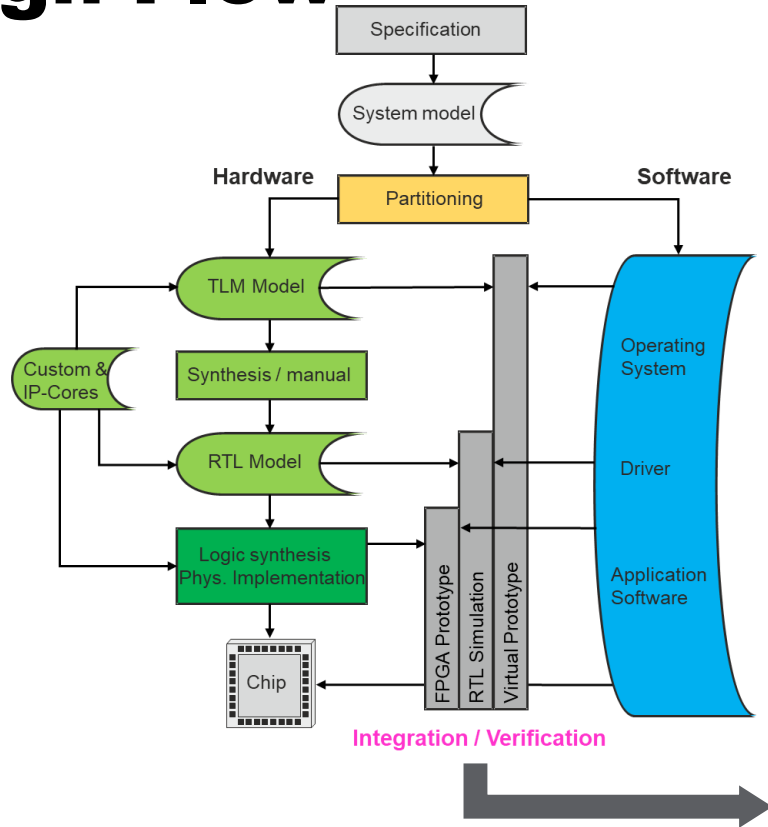 Specification
System model
Hardware
Software
Partitioning
TLM Model
Custom &
IP-Cores
Synthesis / manual
Operating
System
RTL Model
Driver
Logic synthesis
Phys. Implementation
Application
Software
FPGA Prototype
RTL Simulation
Virtual Prototype
Chip
Integration / Verification